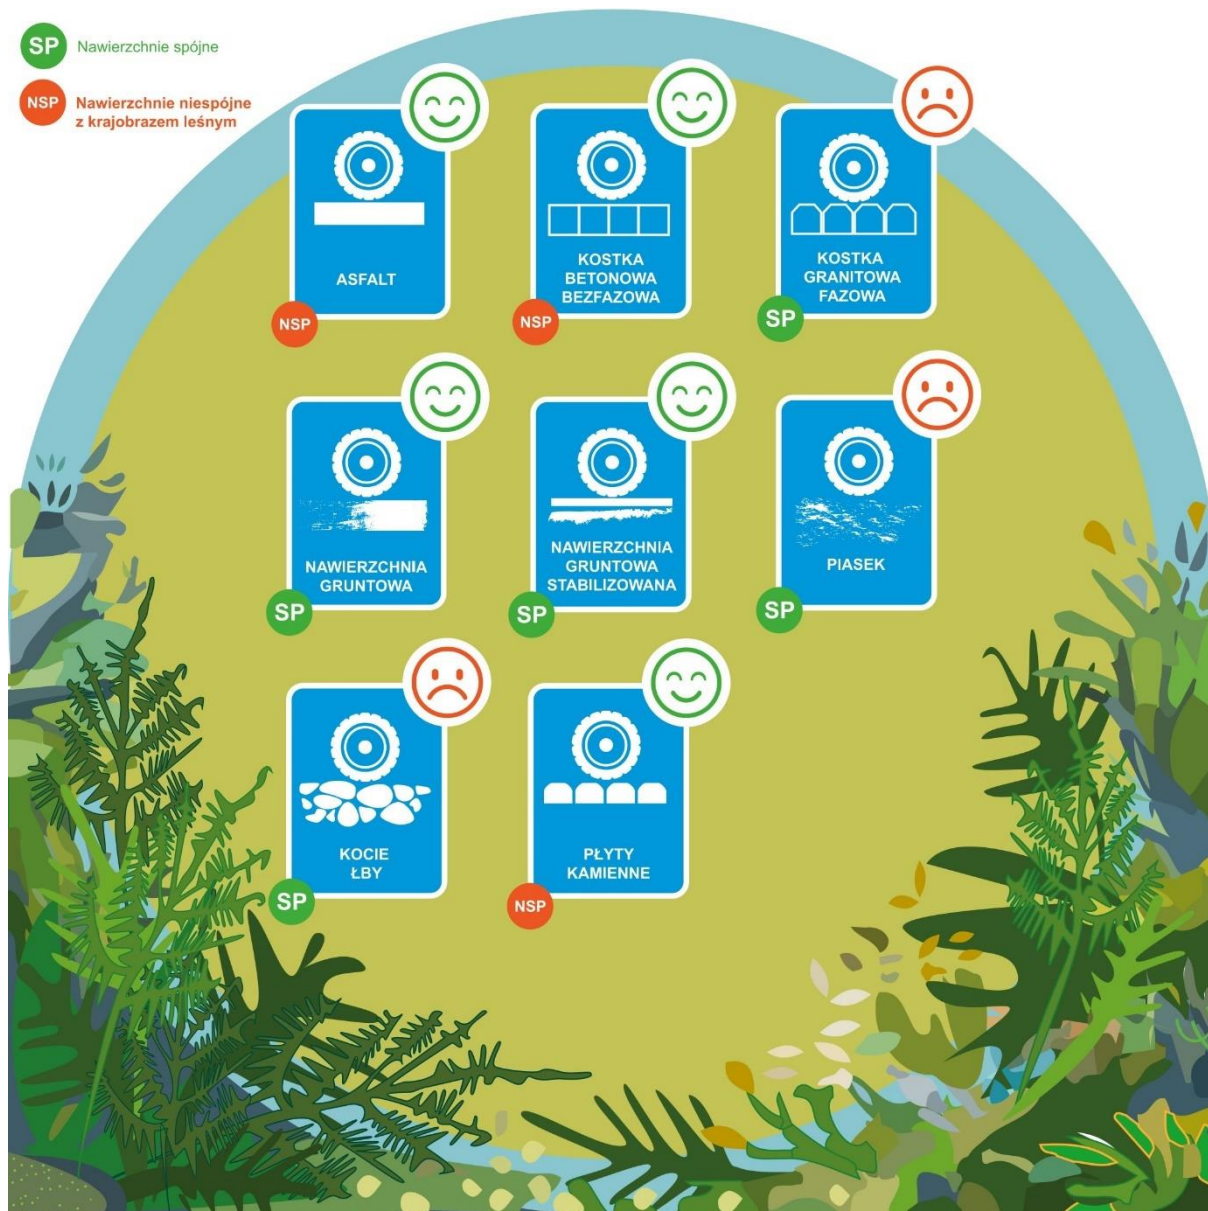 SP Nawierzchnie spójne
NSP Nawierzchnie niespójne
z krajobrazem leśnym
ASFALT
NSP
KOSTKA
BETONOWA
BEZFAZOWA
NSP
KOSTKA
GRANITOWA
FAZOWA
SP
NAWIERZCHNIA
GRUNTOWA
SP
NAWIERZCHNIA
GRUNTOWA
STABILIZOWANA
SP
PIASEK
SP
KOCIE
ŁBY
SP
PŁYTY
KAMIENNE
NSP